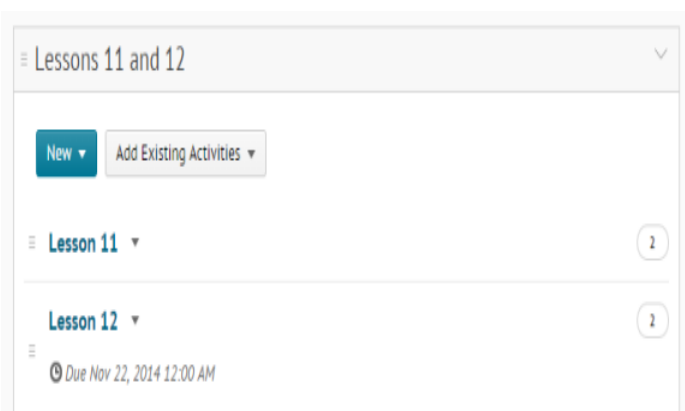 Lessons 11 and 12
New Add Existing Activities
Lesson 11 2
Lesson 12 2
Due Nov 22, 2014 12:00 AM